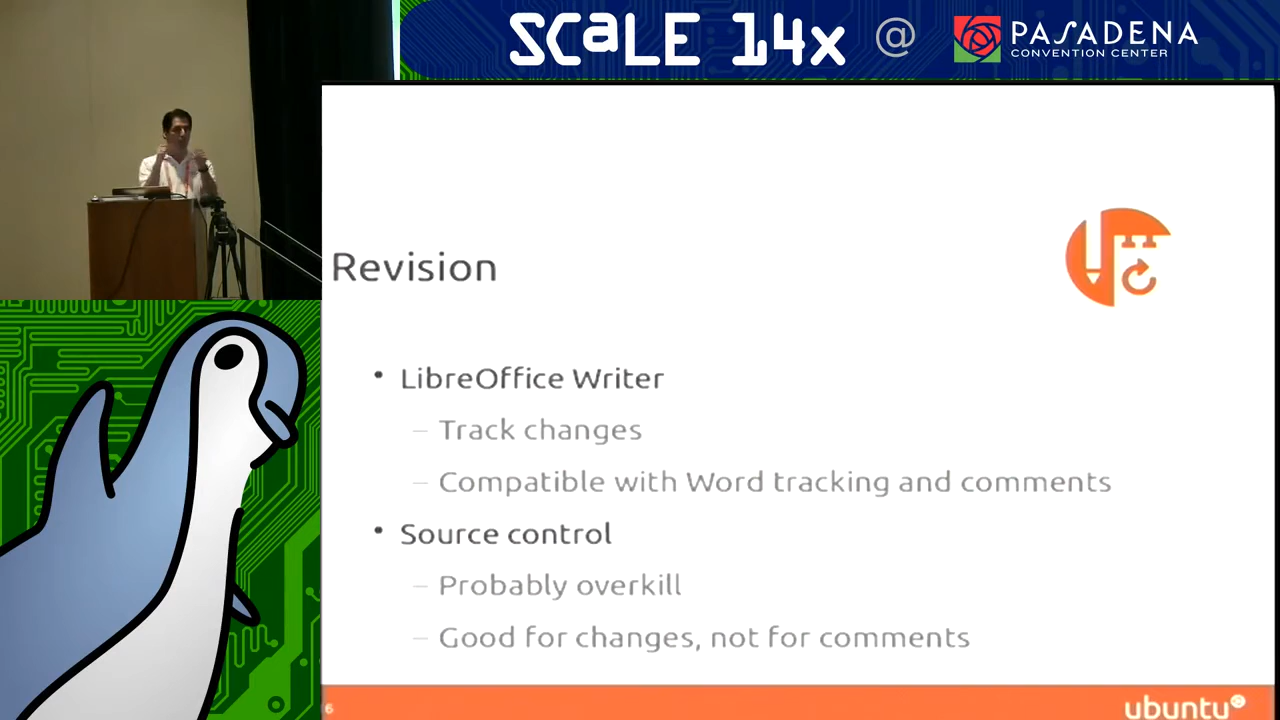 SCaLE 14x @ PASADENA
CONVENTION CENTER
Revision
• LibreOffice Writer
– Track changes
– Compatible with Word tracking and comments
• Source control
– Probably overkill
– Good for changes, not for comments
6
ubuntu